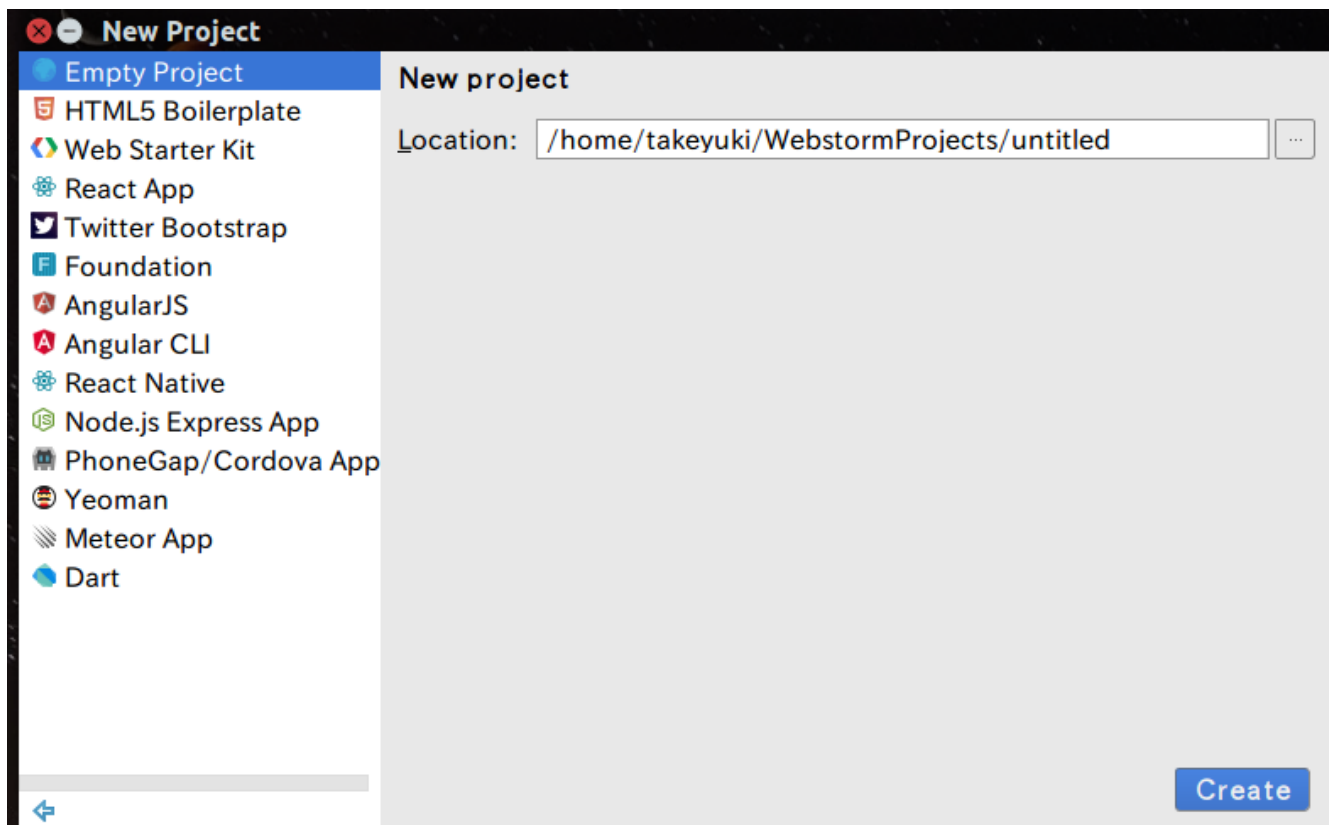 New Project
Empty Project
HTML5 Boilerplate
Web Starter Kit
React App
Twitter Bootstrap
Foundation
AngularJS
Angular CLI
React Native
Node.js Express App
PhoneGap/Cordova App
Yeoman
Meteor App
Dart
New project
Location: /home/takeyuki/WebstormProjects/untitled ...
Create